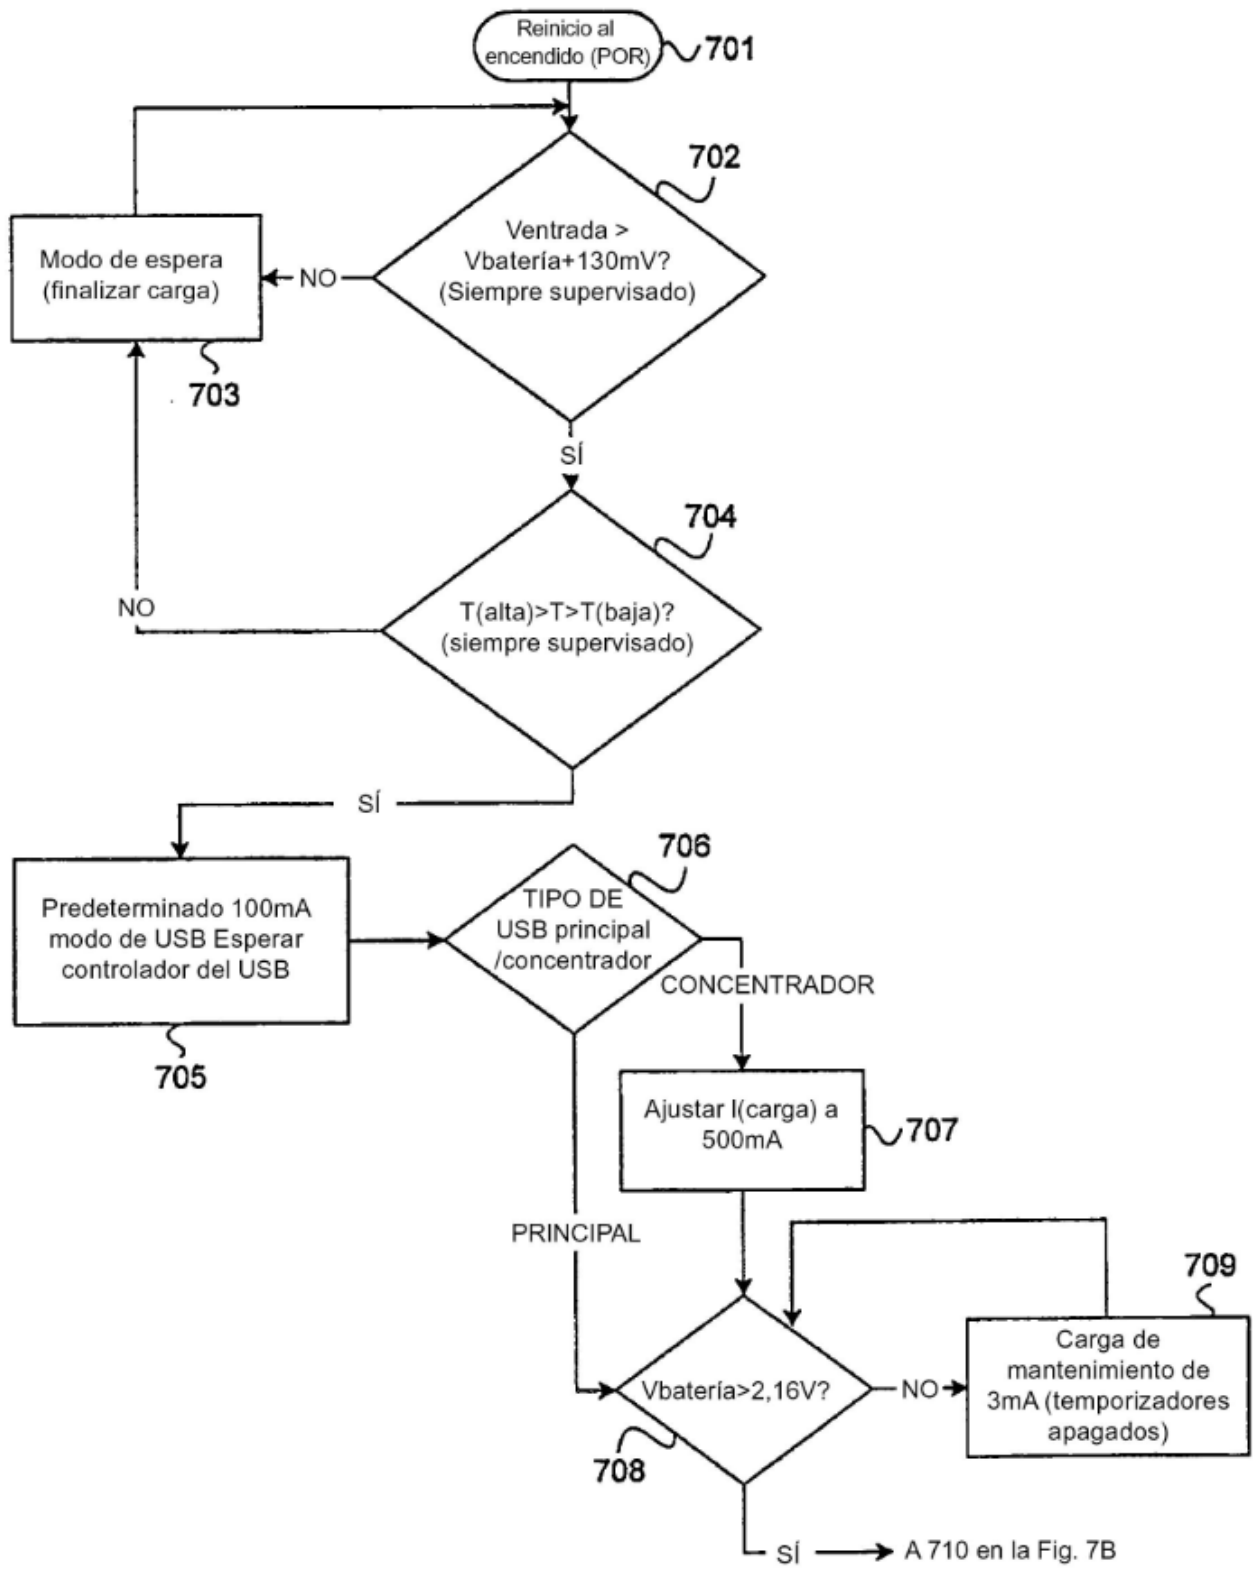 Reinicio al
encendido (POR)
701
702
Ventrada >
Vbatería+130mV?
(Siempre supervisado)
NO
Modo de espera
(finalizar carga)
703
SÍ
704
T(alta)>T>T(baja)?
(siempre supervisado)
NO
SÍ
Predeterminado 100mA
modo de USB Esperar
controlador del USB
705
706
TIPO DE
USB principal
/concentrador
CONCENTRADOR
Ajustar I(carga) a
500mA
707
PRINCIPAL
709
Carga de
mantenimiento de
3mA (temporizadores
apagados)
Vbatería>2,16V?
NO
708
SÍ
A 710 en la Fig. 7B